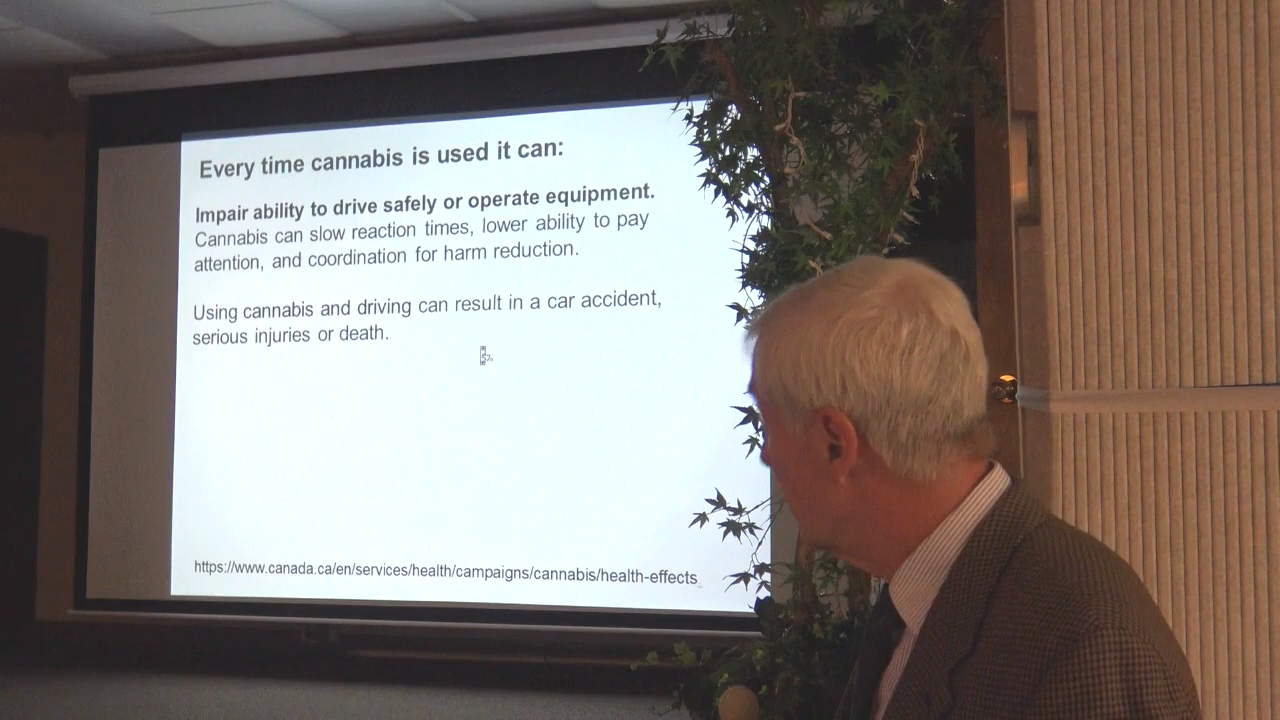 Every time cannabis is used it can:
Impair ability to drive safely or operate equipment.
Cannabis can slow reaction times, lower ability to pay
attention, and coordination for harm reduction.
Using cannabis and driving can result in a car accident,
serious injuries or death.
https://www.canada.ca/en/services/health/campaigns/cannabis/health-effects